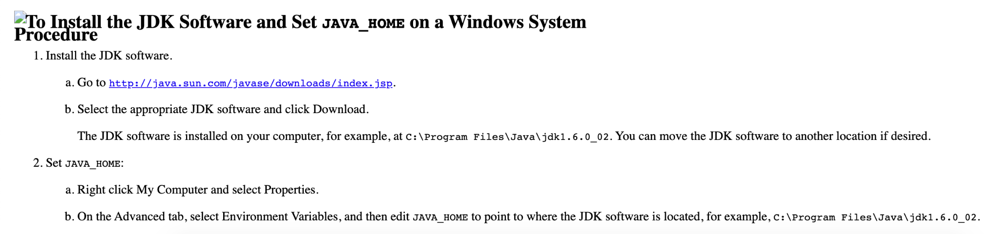 To Install the JDK Software and Set JAVA_HOME on a Windows System
Procedure
1. Install the JDK software.
a. Go to http://java.sun.com/javase/downloads/index.jsp.
b. Select the appropriate JDK software and click Download.
The JDK software is installed on your computer, for example, at C:\Program Files\Java\jdk1.6.0_02. You can move the JDK software to another location if desired.
2. Set JAVA_HOME:
a. Right click My Computer and select Properties.
b. On the Advanced tab, select Environment Variables, and then edit JAVA_HOME to point to where the JDK software is located, for example, C:\Program Files\Java\jdk1.6.0_02.